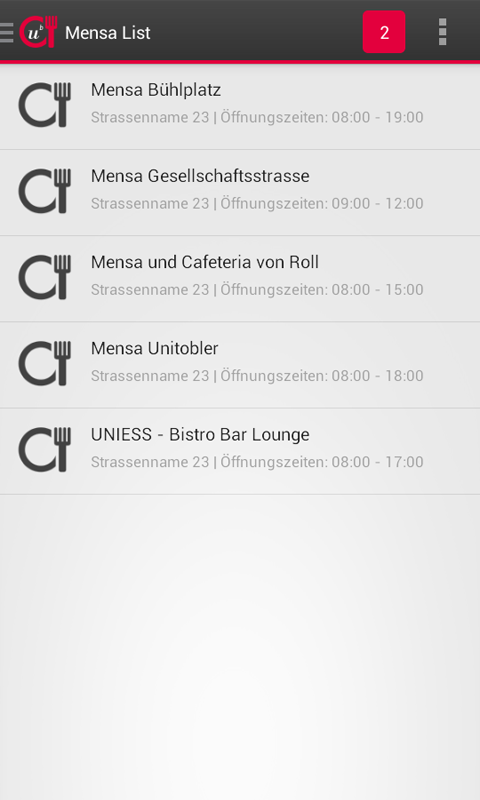 u b
Mensa List
2
Mensa Bühlplatz
Strassenname 23 | Öffnungszeiten: 08:00 - 19:00
Mensa Gesellschaftsstrasse
Strassenname 23 | Öffnungszeiten: 09:00 - 12:00
Mensa und Cafeteria von Roll
Strassenname 23 | Öffnungszeiten: 08:00 - 15:00
Mensa Unitobler
Strassenname 23 | Öffnungszeiten: 08:00 - 18:00
UNIESS - Bistro Bar Lounge
Strassenname 23 | Öffnungszeiten: 08:00 - 17:00